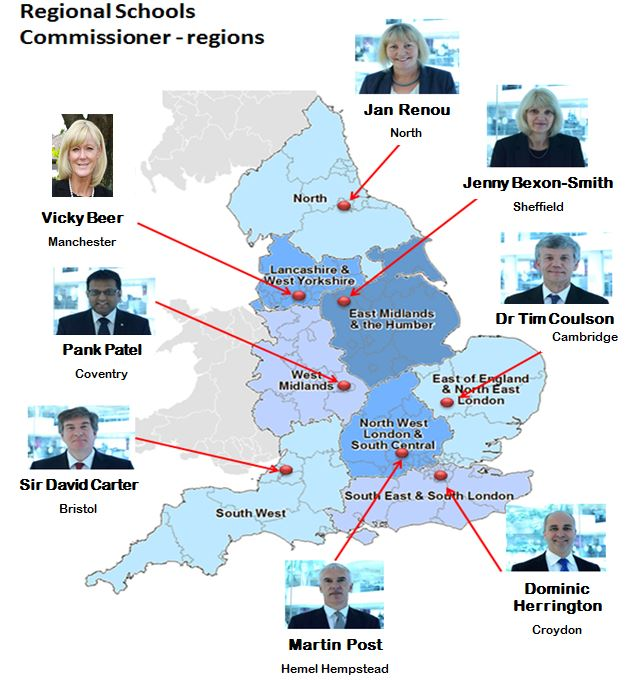 Regional Schools
Commissioner - regions
Jan Renou
North
Jenny Bexon-Smith
Sheffield
Vicky Beer
Manchester
North
Lancashire &
West Yorkshire
East Midlands
& the Humber
Dr Tim Coulson
Cambridge
Pank Patel
Coventry
West
Midlands
East of England
& North East
London
North West
London &
South Central
Sir David Carter
Bristol
South West
South East & South London
Dominic
Herrington
Croydon
Martin Post
Hemel Hempstead